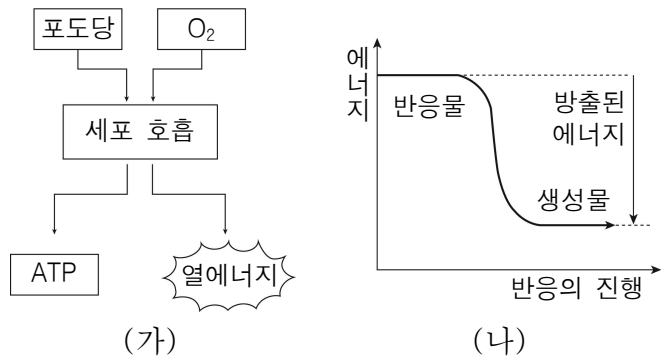 포도당
O₂
세포 호흡
ATP
열에너지
(가)
에너지
반응물
방출된
에너지
생성물
반응의 진행
(나)